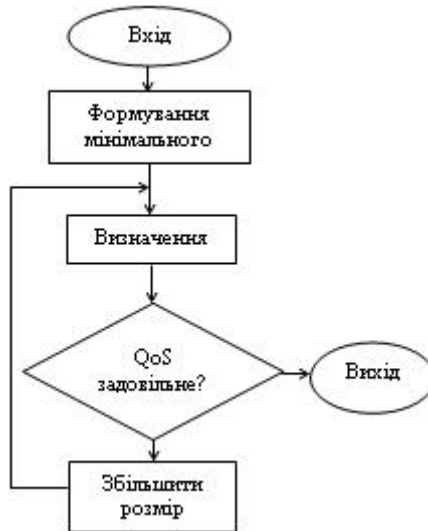 Вхід
Формування
мінімального
Визначення
QoS
задовільне?
Вихід
Збільшити
розмір